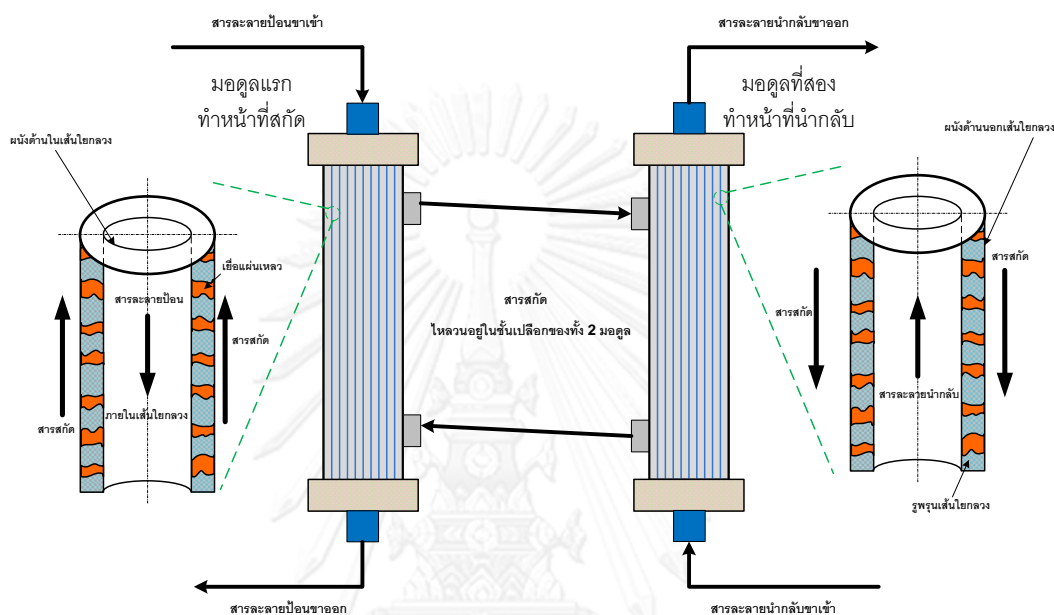 สารละลายป้อนขาเข้า
สารละลายนำกลับขาออก
มอดูลแรก
ทำหน้าที่สกัด
มอดูลที่สอง
ทำหน้าที่นำกลับ
ผนังด้านในเส้นใยกลวง
ผนังด้านนอกเส้นใยกลวง
เยื่อแผ่นเหลว
สารละลายป้อน
สารสกัด
ภายในเส้นใยกลวง
สารสกัด
สารสกัด
ไหลวนอยู่ในชั้นเปลือกของทั้ง 2 มอดูล
สารสกัด
สารสกัด
สารละลายนำกลับ
รูพรุนเส้นใยกลวง
สารละลายป้อนขาออก
สารละลายนำกลับขาเข้า